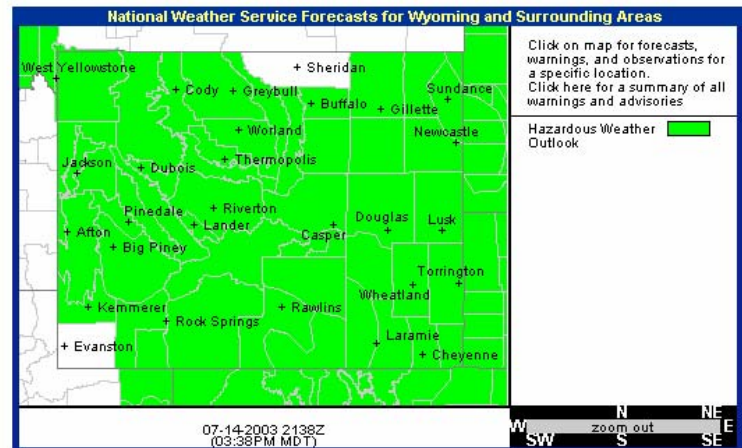 National Weather Service Forecasts for Wyoming and Surrounding Areas
Click on map for forecasts,
warnings, and observations for
a specific location.
Click here for a summary of all
warnings and advisories
Hazardous Weather
Outlook
West Yellowstone
Sheridan
Cody
Greybull
Buffalo
Gillette
Sundance
Worland
Newcastle
Jackson
Dubois
Thermopolis
Pinedale
Riverton
Afton
Big Piney
Lander
Casper
Douglas
Lusk
Torrington
Wheatland
Kemmerer
Rock Springs
Rawlins
Evanston
Laramie
Cheyenne
07-14-2003 2138Z
(03:38PM MDT)
N NE
W zoom out E
SW S SE